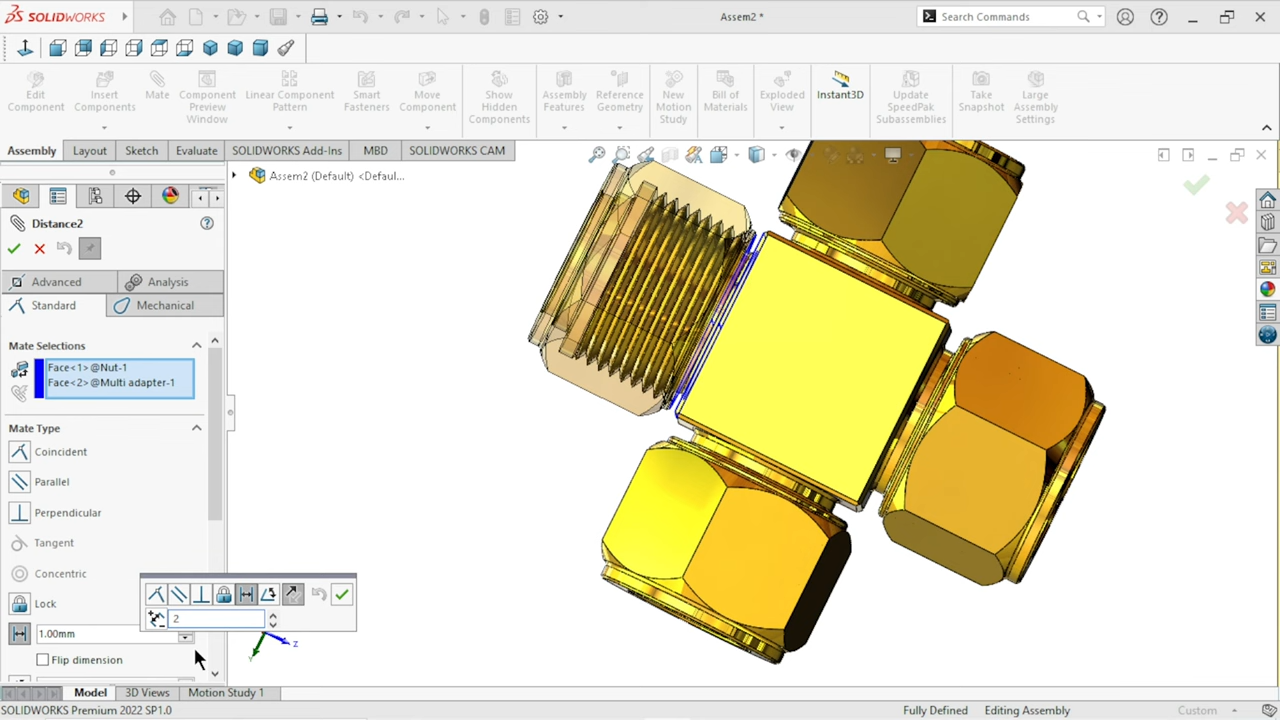 SOLIDWORKS
Assem2 *
Search Commands
Edit Component
Insert Components
Mate
Component Preview Window
Linear Component Pattern
Smart Fasteners
Move Component
Show Hidden Components
Assembly Features
Reference Geometry
New Motion Study
Bill of Materials
Exploded View
Instant3D
Update SpeedPak Subassemblies
Take Snapshot
Large Assembly Settings
Assembly
Layout
Sketch
Evaluate
SOLIDWORKS Add-Ins
MBD
SOLIDWORKS CAM
Assem2 (Default) <Defaul...
Distance2
Advanced
Analysis
Standard
Mechanical
Mate Selections
Face<1> @Nut-1
Face<2> @Multi adapter-1
Mate Type
Coincident
Parallel
Perpendicular
Tangent
Concentric
Lock
2
1.00mm
Flip dimension
Z
Y
Model
3D Views
Motion Study 1
SOLIDWORKS Premium 2022 SP1.0
Fully Defined
Editing Assembly
Custom